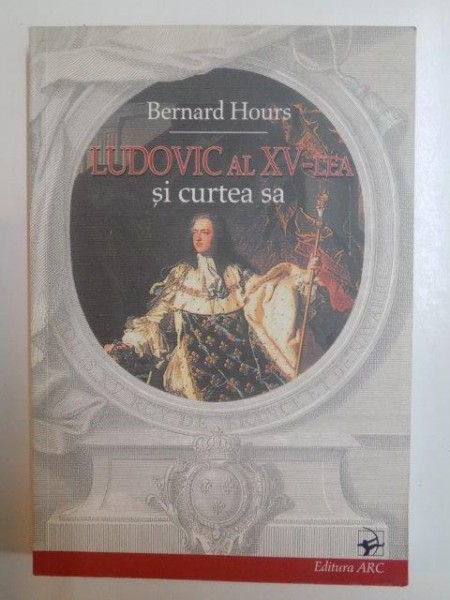 Bernard Hours
LUDOVIC AL XV-LEA
și curtea sa
Editura ARC